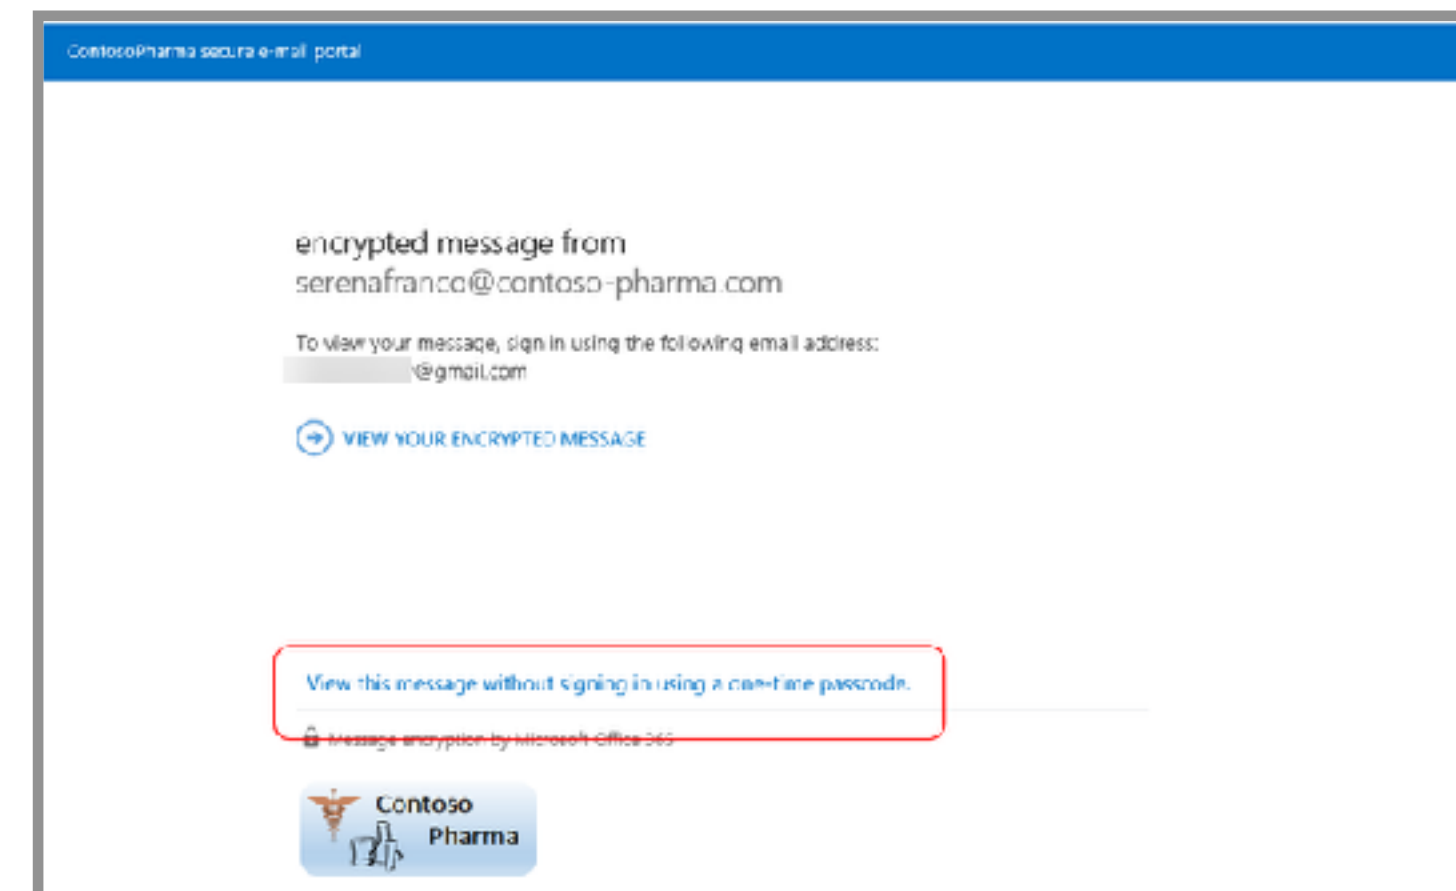 ContosoPharma secure e-mail portal
encrypted message from
serenafranco@contoso-pharma.com
To view your message, sign in using the following email address:
@gmail.com
VIEW YOUR ENCRYPTED MESSAGE
View this message without signing in using a one-time passcode.
Message encryption by Microsoft Office 365
Contoso
Pharma